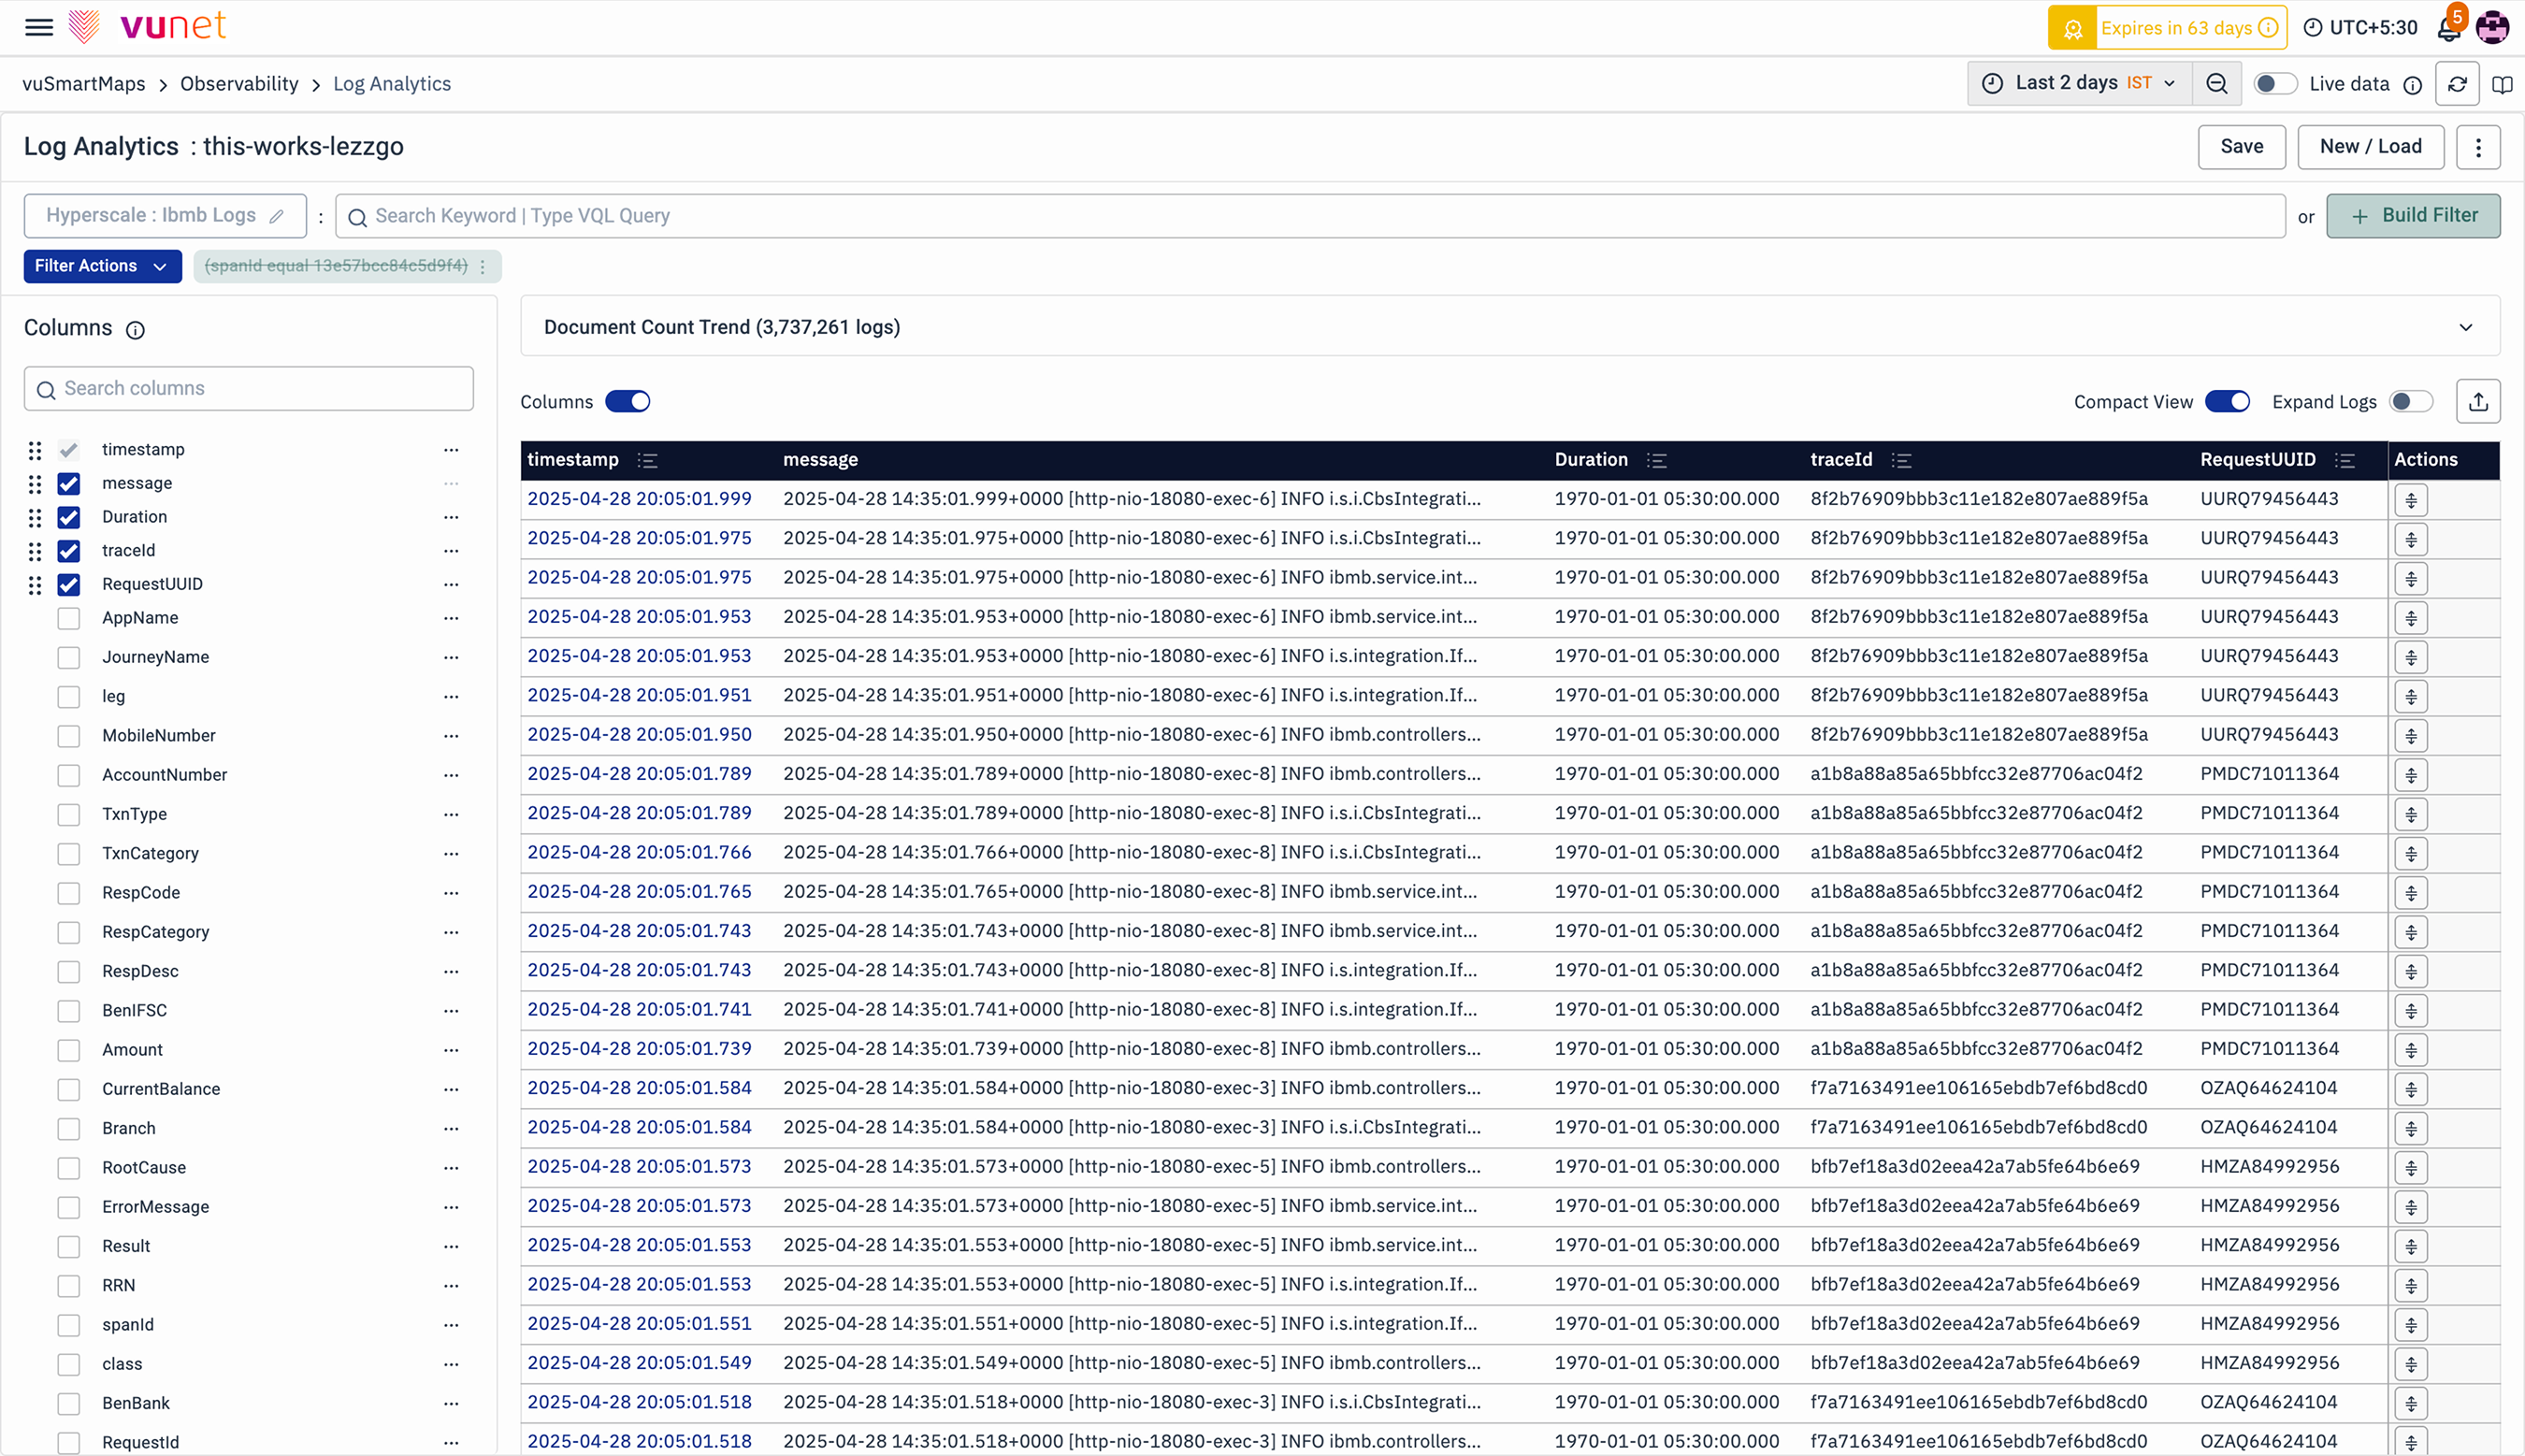 vunet
Expires in 63 days
UTC+5:30
5
vuSmartMaps > Observability > Log Analytics
Last 2 days IST
Live data
Log Analytics : this-works-lezzgo
Save
New / Load
Hyperscale : Ibmb Logs
:
Search Keyword | Type VQL Query
or
+ Build Filter
Filter Actions
(spanId equal 13e57bcc84c5d9f4)
Columns
Search columns
timestamp
message
Duration
traceId
RequestUUID
AppName
JourneyName
leg
MobileNumber
AccountNumber
TxnType
TxnCategory
RespCode
RespCategory
RespDesc
BenIFSC
Amount
CurrentBalance
Branch
RootCause
ErrorMessage
Result
RRN
spanId
class
BenBank
RequestId
Document Count Trend (3,737,261 logs)
Columns
Compact View
Expand Logs
timestamp message Duration traceId RequestUUID Actions
2025-04-28 20:05:01.999 2025-04-28 14:35:01.999+0000 [http-nio-18080-exec-6] INFO i.s.i.CbsIntegrati... 1970-01-01 05:30:00.000 8f2b76909bbb3c11e182e807ae889f5a UURQ79456443
2025-04-28 20:05:01.975 2025-04-28 14:35:01.975+0000 [http-nio-18080-exec-6] INFO i.s.i.CbsIntegrati... 1970-01-01 05:30:00.000 8f2b76909bbb3c11e182e807ae889f5a UURQ79456443
2025-04-28 20:05:01.975 2025-04-28 14:35:01.975+0000 [http-nio-18080-exec-6] INFO ibmb.service.int... 1970-01-01 05:30:00.000 8f2b76909bbb3c11e182e807ae889f5a UURQ79456443
2025-04-28 20:05:01.953 2025-04-28 14:35:01.953+0000 [http-nio-18080-exec-6] INFO ibmb.service.int... 1970-01-01 05:30:00.000 8f2b76909bbb3c11e182e807ae889f5a UURQ79456443
2025-04-28 20:05:01.953 2025-04-28 14:35:01.953+0000 [http-nio-18080-exec-6] INFO i.s.integration.If... 1970-01-01 05:30:00.000 8f2b76909bbb3c11e182e807ae889f5a UURQ79456443
2025-04-28 20:05:01.951 2025-04-28 14:35:01.951+0000 [http-nio-18080-exec-6] INFO i.s.integration.If... 1970-01-01 05:30:00.000 8f2b76909bbb3c11e182e807ae889f5a UURQ79456443
2025-04-28 20:05:01.950 2025-04-28 14:35:01.950+0000 [http-nio-18080-exec-6] INFO ibmb.controllers... 1970-01-01 05:30:00.000 8f2b76909bbb3c11e182e807ae889f5a UURQ79456443
2025-04-28 20:05:01.789 2025-04-28 14:35:01.789+0000 [http-nio-18080-exec-8] INFO ibmb.controllers... 1970-01-01 05:30:00.000 a1b8a88a85a65bbfcc32e87706ac04f2 PMDC71011364
2025-04-28 20:05:01.789 2025-04-28 14:35:01.789+0000 [http-nio-18080-exec-8] INFO i.s.i.CbsIntegrati... 1970-01-01 05:30:00.000 a1b8a88a85a65bbfcc32e87706ac04f2 PMDC71011364
2025-04-28 20:05:01.766 2025-04-28 14:35:01.766+0000 [http-nio-18080-exec-8] INFO i.s.i.CbsIntegrati... 1970-01-01 05:30:00.000 a1b8a88a85a65bbfcc32e87706ac04f2 PMDC71011364
2025-04-28 20:05:01.765 2025-04-28 14:35:01.765+0000 [http-nio-18080-exec-8] INFO ibmb.service.int... 1970-01-01 05:30:00.000 a1b8a88a85a65bbfcc32e87706ac04f2 PMDC71011364
2025-04-28 20:05:01.743 2025-04-28 14:35:01.743+0000 [http-nio-18080-exec-8] INFO ibmb.service.int... 1970-01-01 05:30:00.000 a1b8a88a85a65bbfcc32e87706ac04f2 PMDC71011364
2025-04-28 20:05:01.743 2025-04-28 14:35:01.743+0000 [http-nio-18080-exec-8] INFO i.s.integration.If... 1970-01-01 05:30:00.000 a1b8a88a85a65bbfcc32e87706ac04f2 PMDC71011364
2025-04-28 20:05:01.741 2025-04-28 14:35:01.741+0000 [http-nio-18080-exec-8] INFO i.s.integration.If... 1970-01-01 05:30:00.000 a1b8a88a85a65bbfcc32e87706ac04f2 PMDC71011364
2025-04-28 20:05:01.739 2025-04-28 14:35:01.739+0000 [http-nio-18080-exec-8] INFO ibmb.controllers... 1970-01-01 05:30:00.000 a1b8a88a85a65bbfcc32e87706ac04f2 PMDC71011364
2025-04-28 20:05:01.584 2025-04-28 14:35:01.584+0000 [http-nio-18080-exec-3] INFO ibmb.controllers... 1970-01-01 05:30:00.000 f7a7163491ee106165ebdb7ef6bd8cd0 OZAQ64624104
2025-04-28 20:05:01.584 2025-04-28 14:35:01.584+0000 [http-nio-18080-exec-3] INFO i.s.i.CbsIntegrati... 1970-01-01 05:30:00.000 f7a7163491ee106165ebdb7ef6bd8cd0 OZAQ64624104
2025-04-28 20:05:01.573 2025-04-28 14:35:01.573+0000 [http-nio-18080-exec-5] INFO ibmb.controllers... 1970-01-01 05:30:00.000 bfb7ef18a3d02eea42a7ab5fe64b6e69 HMZA84992956
2025-04-28 20:05:01.573 2025-04-28 14:35:01.573+0000 [http-nio-18080-exec-5] INFO ibmb.service.int... 1970-01-01 05:30:00.000 bfb7ef18a3d02eea42a7ab5fe64b6e69 HMZA84992956
2025-04-28 20:05:01.553 2025-04-28 14:35:01.553+0000 [http-nio-18080-exec-5] INFO ibmb.service.int... 1970-01-01 05:30:00.000 bfb7ef18a3d02eea42a7ab5fe64b6e69 HMZA84992956
2025-04-28 20:05:01.553 2025-04-28 14:35:01.553+0000 [http-nio-18080-exec-5] INFO i.s.integration.If... 1970-01-01 05:30:00.000 bfb7ef18a3d02eea42a7ab5fe64b6e69 HMZA84992956
2025-04-28 20:05:01.551 2025-04-28 14:35:01.551+0000 [http-nio-18080-exec-5] INFO i.s.integration.If... 1970-01-01 05:30:00.000 bfb7ef18a3d02eea42a7ab5fe64b6e69 HMZA84992956
2025-04-28 20:05:01.549 2025-04-28 14:35:01.549+0000 [http-nio-18080-exec-5] INFO ibmb.controllers... 1970-01-01 05:30:00.000 bfb7ef18a3d02eea42a7ab5fe64b6e69 HMZA84992956
2025-04-28 20:05:01.518 2025-04-28 14:35:01.518+0000 [http-nio-18080-exec-3] INFO i.s.i.CbsIntegrati... 1970-01-01 05:30:00.000 f7a7163491ee106165ebdb7ef6bd8cd0 OZAQ64624104
2025-04-28 20:05:01.518 2025-04-28 14:35:01.518+0000 [http-nio-18080-exec-3] INFO ibmb.controllers... 1970-01-01 05:30:00.000 f7a7163491ee106165ebdb7ef6bd8cd0 OZAQ64624104